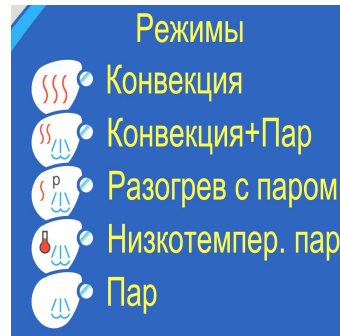 Режимы
Конвекция
Конвекция+Пар
р
Разогрев с паром
Низкотемпер. пар
Пар